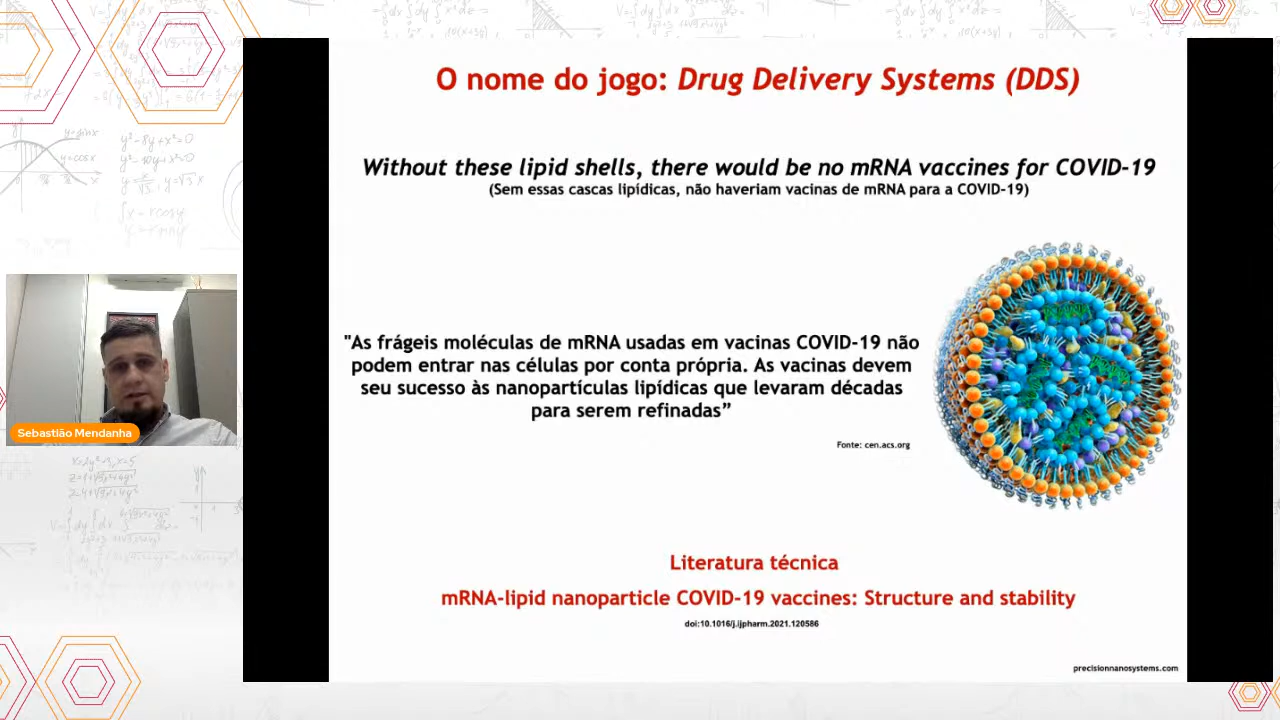 O nome do jogo: Drug Delivery Systems (DDS)
Without these lipid shells, there would be no mRNA vaccines for COVID-19
(Sem essas cascas lipídicas, não haveriam vacinas de mRNA para a COVID-19)
"As frágeis moléculas de mRNA usadas em vacinas COVID-19 não
podem entrar nas células por conta própria. As vacinas devem
seu sucesso às nanopartículas lipídicas que levaram décadas
para serem refinadas”
Fonte: cen.acs.org
Sebastião Mendanha
Literatura técnica
mRNA-lipid nanoparticle COVID-19 vaccines: Structure and stability
doi:10.1016/j.ijpharm.2021.120586
precisionnanosystems.com